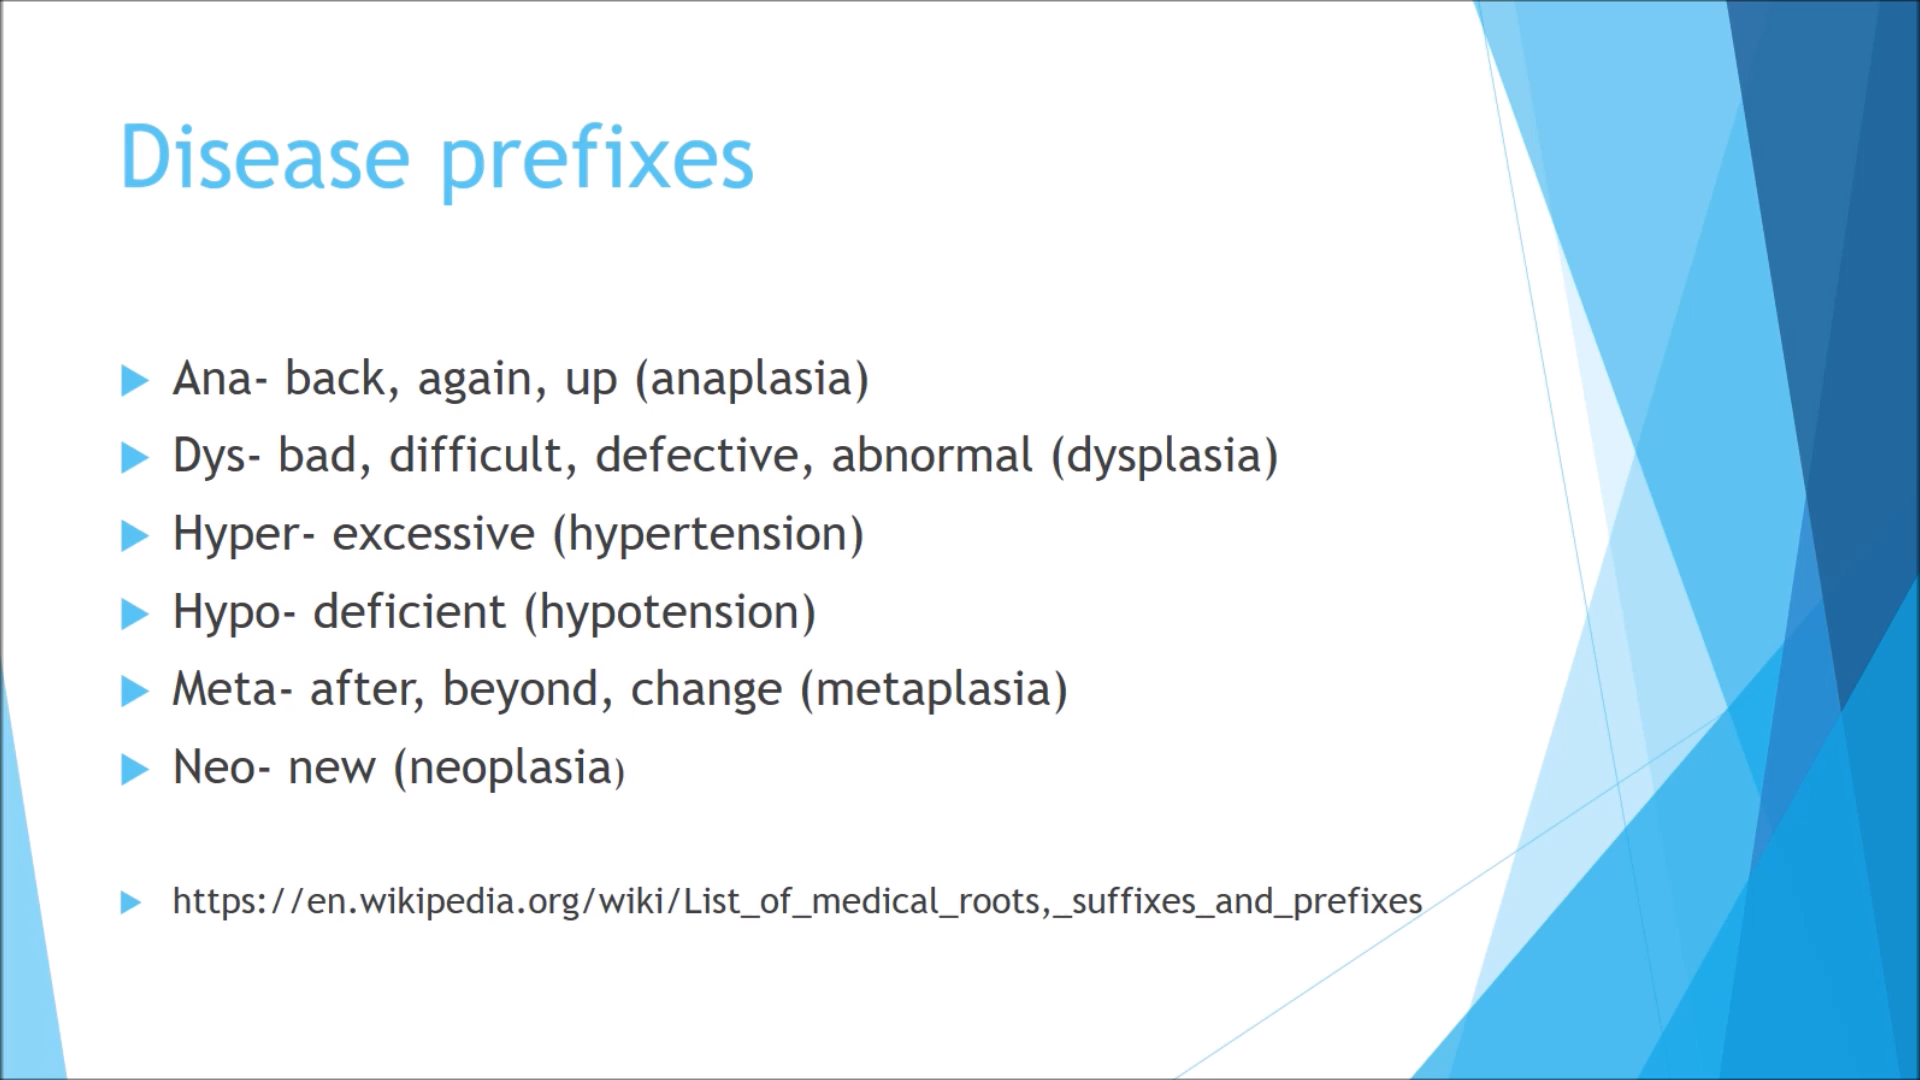 Disease prefixes
Ana- back, again, up (anaplasia)
Dys- bad, difficult, defective, abnormal (dysplasia)
Hyper- excessive (hypertension)
Hypo- deficient (hypotension)
Meta- after, beyond, change (metaplasia)
Neo- new (neoplasia)
https://en.wikipedia.org/wiki/List_of_medical_roots,_suffixes_and_prefixes